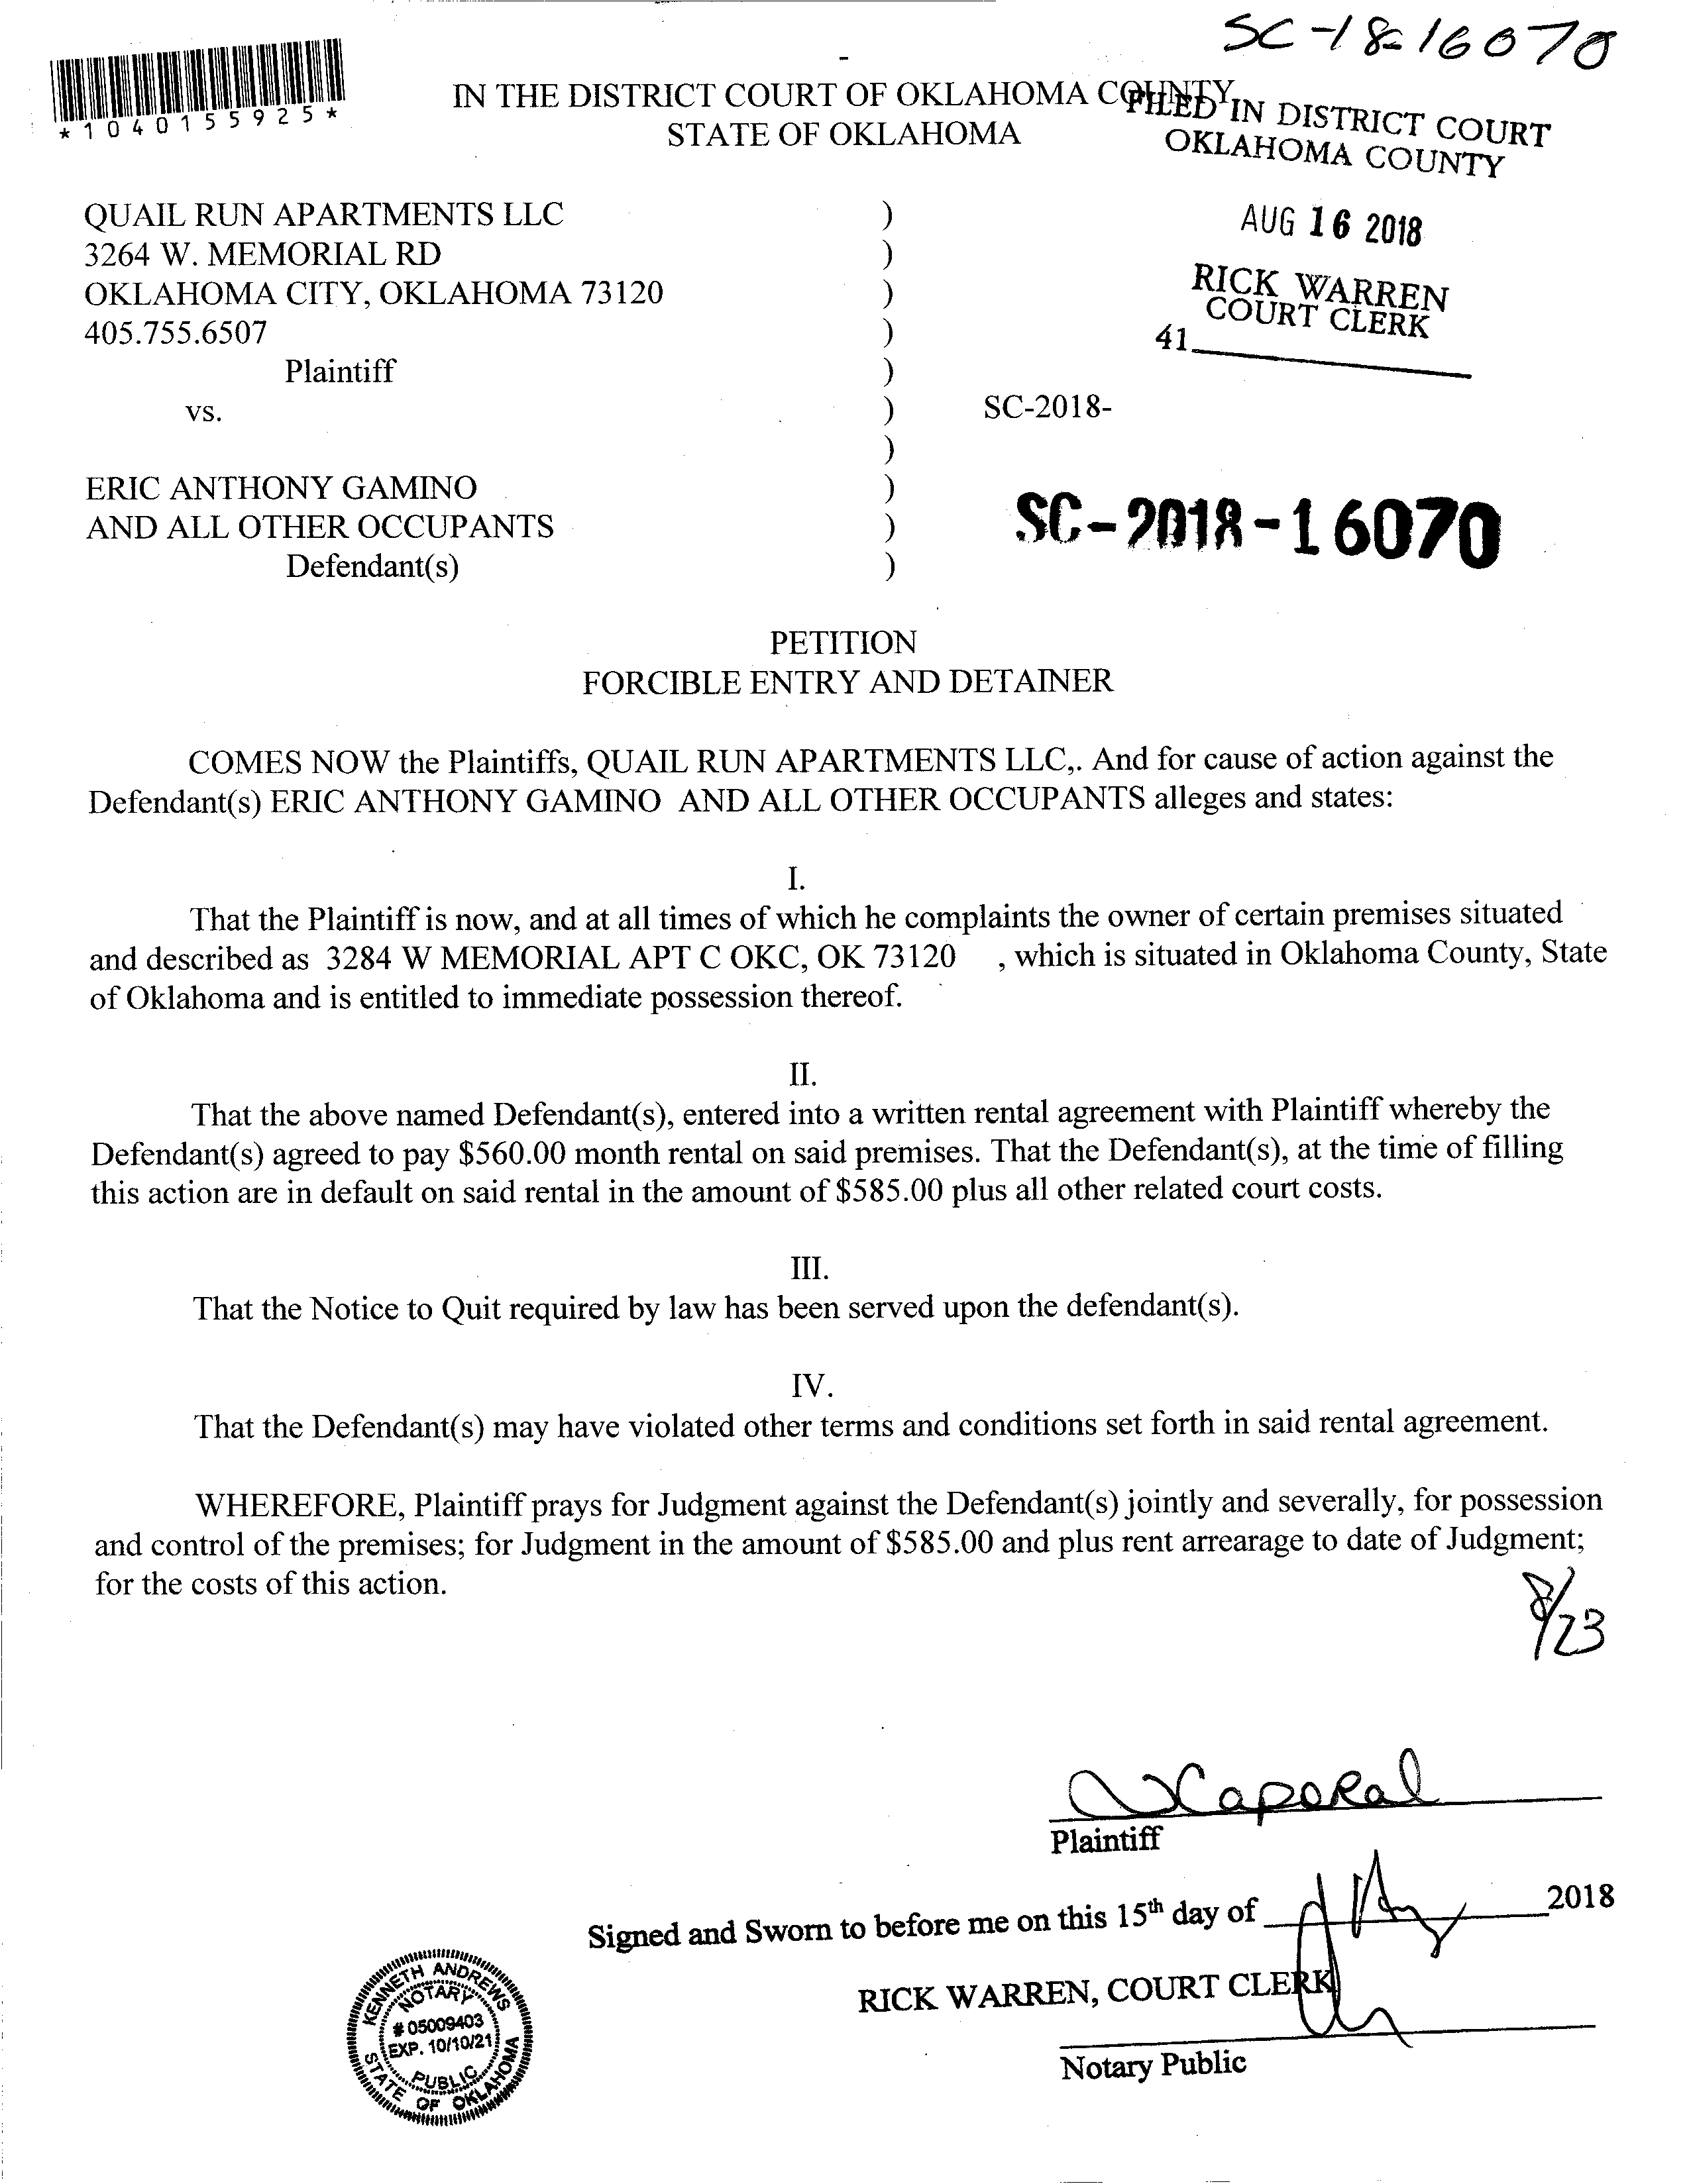 SC-18-16070
*1040155925*
IN THE DISTRICT COURT OF OKLAHOMA COUNTY
STATE OF OKLAHOMA
FILED IN DISTRICT COURT
OKLAHOMA COUNTY
AUG 16 2018
RICK WARREN
COURT CLERK
41
QUAIL RUN APARTMENTS LLC )
3264 W. MEMORIAL RD )
OKLAHOMA CITY, OKLAHOMA 73120 )
405.755.6507 )
Plaintiff )
vs. ) SC-2018-
)
ERIC ANTHONY GAMINO )
AND ALL OTHER OCCUPANTS )
Defendant(s) )
SC-2018-16070
PETITION
FORCIBLE ENTRY AND DETAINER
COMES NOW the Plaintiffs, QUAIL RUN APARTMENTS LLC,. And for cause of action against the
Defendant(s) ERIC ANTHONY GAMINO AND ALL OTHER OCCUPANTS alleges and states:
I.
That the Plaintiff is now, and at all times of which he complaints the owner of certain premises situated
and described as 3284 W MEMORIAL APT C OKC, OK 73120 , which is situated in Oklahoma County, State
of Oklahoma and is entitled to immediate possession thereof.
II.
That the above named Defendant(s), entered into a written rental agreement with Plaintiff whereby the
Defendant(s) agreed to pay $560.00 month rental on said premises. That the Defendant(s), at the time of filling
this action are in default on said rental in the amount of $585.00 plus all other related court costs.
III.
That the Notice to Quit required by law has been served upon the defendant(s).
IV.
That the Defendant(s) may have violated other terms and conditions set forth in said rental agreement.
WHEREFORE, Plaintiff prays for Judgment against the Defendant(s) jointly and severally, for possession
and control of the premises; for Judgment in the amount of $585.00 and plus rent arrearage to date of Judgment;
for the costs of this action.
8/23
Caporal
Plaintiff
Signed and Sworn to before me on this 15th day of 2018
RICK WARREN, COURT CLERK
Notary Public
KENNETH ANDREWS
NOTARY
# 05009403
EXP. 10/10/21
PUBLIC
STATE OF OKLAHOMA